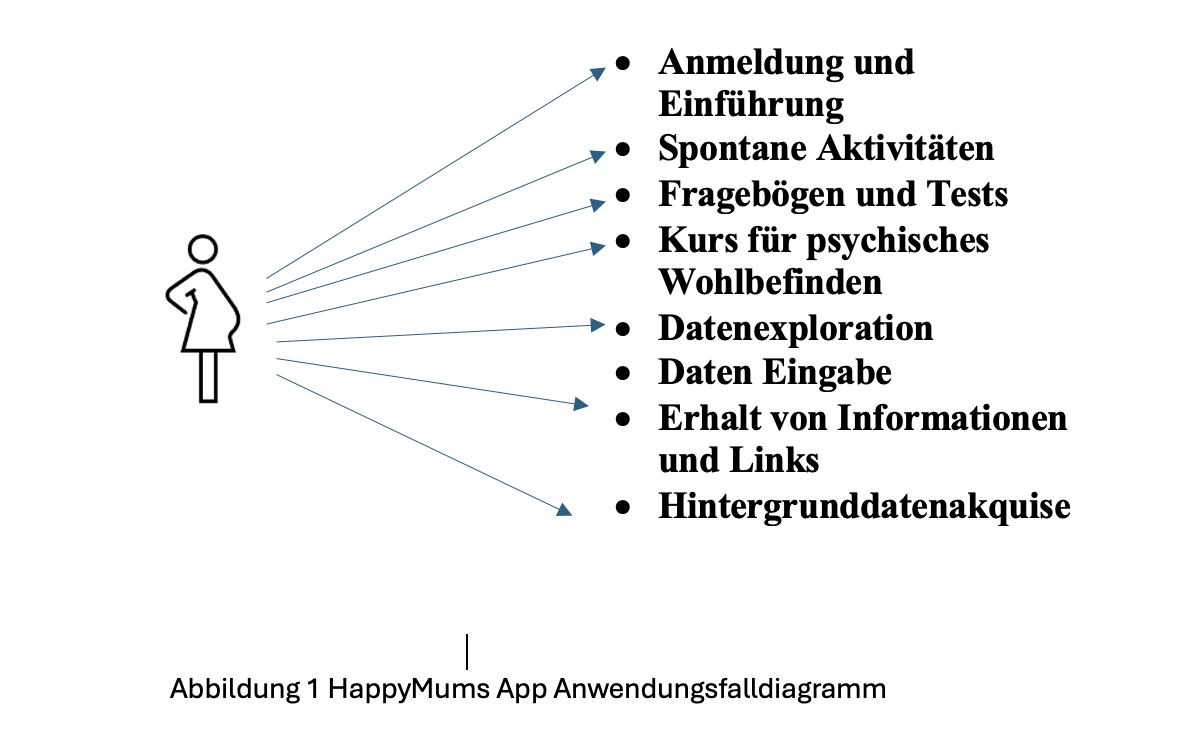 • Anmeldung und
Einführung
• Spontane Aktivitäten
• Fragebögen und Tests
• Kurs für psychisches
Wohlbefinden
• Datenexploration
• Daten Eingabe
• Erhalt von Informationen
und Links
• Hintergrunddatenakquise
Abbildung 1 HappyMums App Anwendungsfalldiagramm